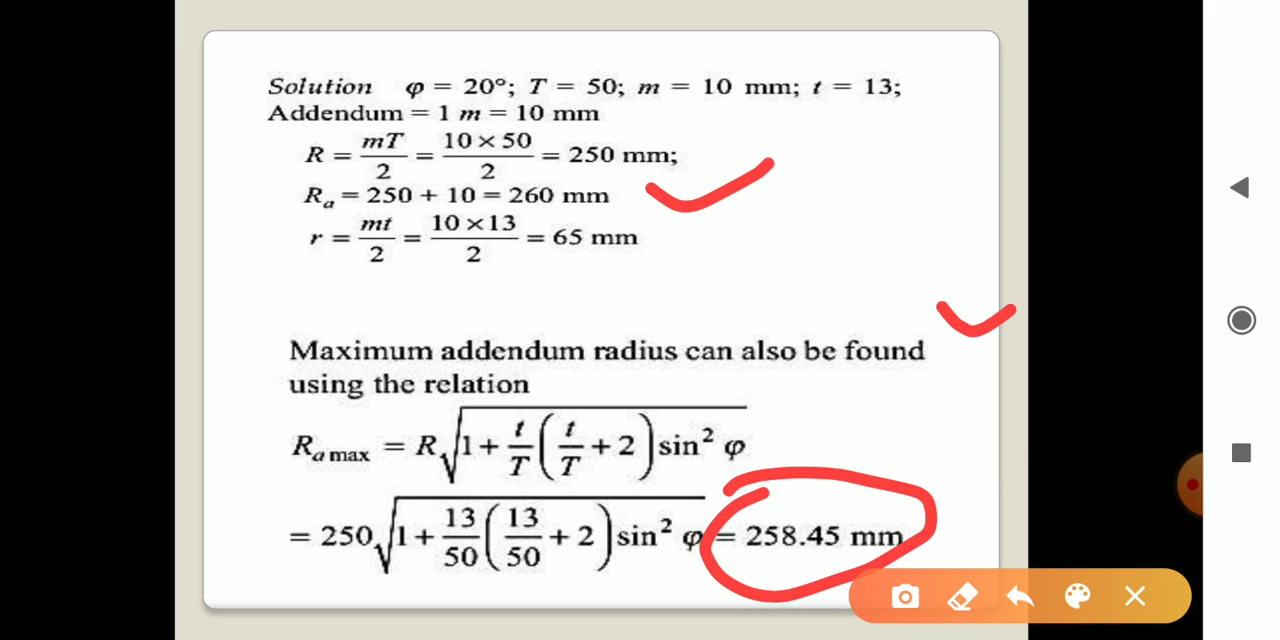 Solution φ = 20°; T = 50; m = 10 mm; t = 13;
Addendum = 1 m = 10 mm
R = mT/2 = 10 × 50/2 = 250 mm;
Ra = 250 + 10 = 260 mm
r = mt/2 = 10 ×13/2 = 65 mm
Maximum addendum radius can also be found
using the relation
Ra max = R√1+ t/T (t/T + 2) sin² φ
= 250√1+ 13/50 (13/50 + 2) sin² φ = 258.45 mm